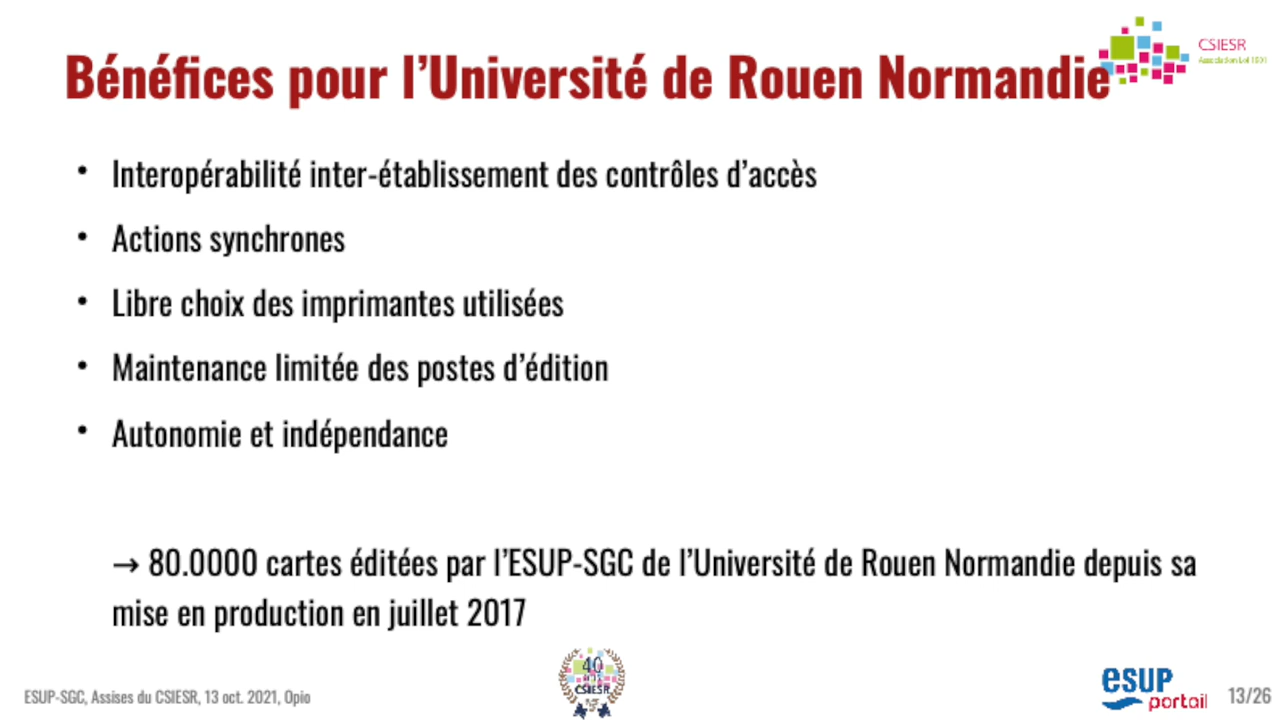 Bénéfices pour l’Université de Rouen Normandie
CSIESR
Association Loi 1901
• Interopérabilité inter-établissement des contrôles d’accès
• Actions synchrones
• Libre choix des imprimantes utilisées
• Maintenance limitée des postes d’édition
• Autonomie et indépendance
→ 80.0000 cartes éditées par l’ESUP-SGC de l’Université de Rouen Normandie depuis sa
mise en production en juillet 2017
40
CSIESR
ESUP-SGC, Assises du CSIESR, 13 oct. 2021, Opio
esup
portail
13/26